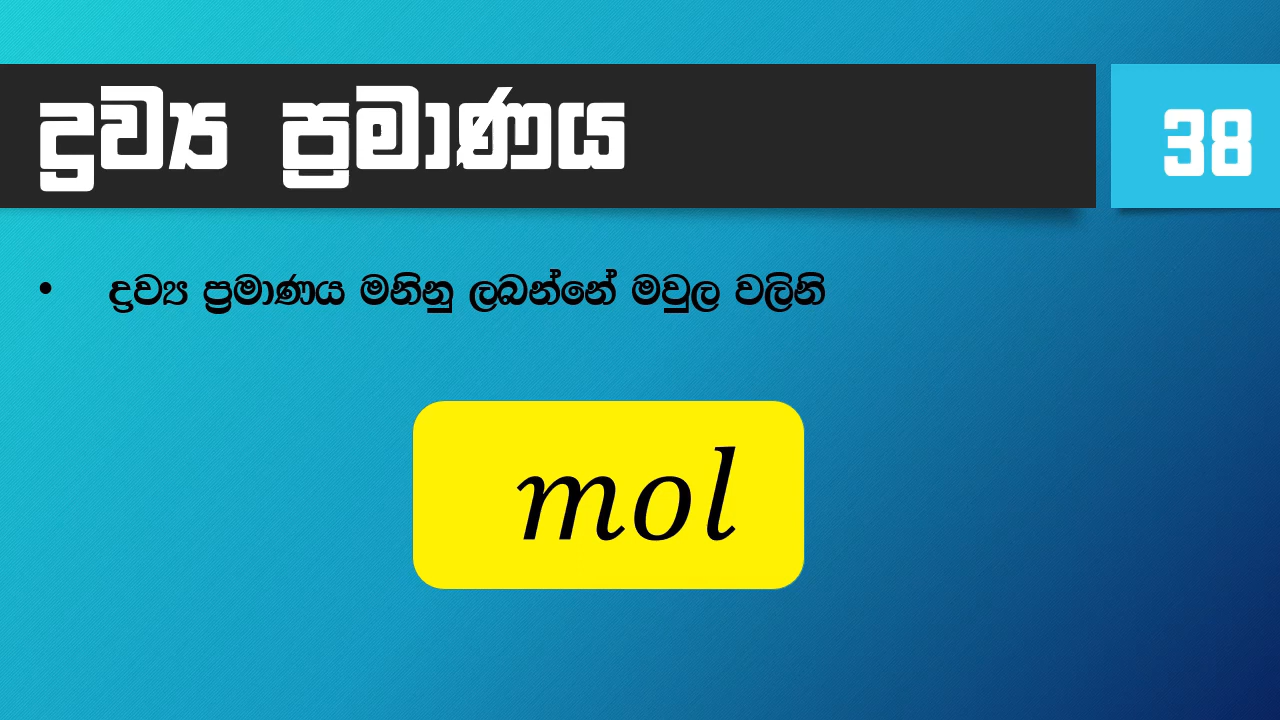 ද්‍රව්‍ය ප්‍රමාණය
38
• ද්‍රව්‍ය ප්‍රමාණය මනිනු ලබන්නේ මවුල වලිනි
mol